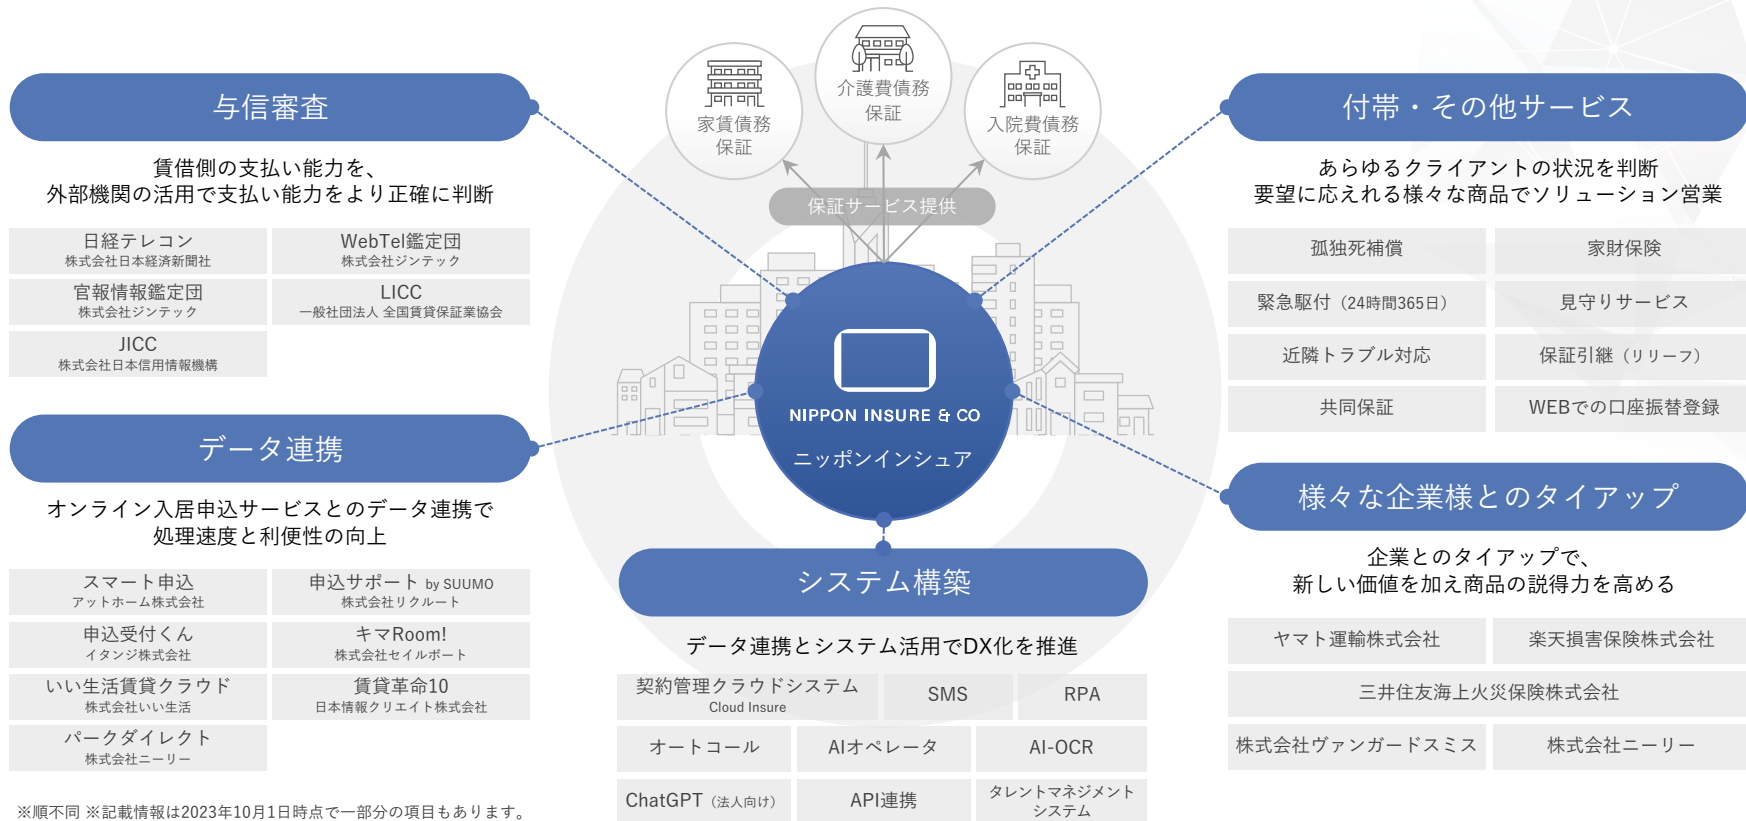 家賃債務
保証
介護費債務
保証
入院費債務
保証
保証サービス提供
NIPPON INSURE & CO
ニッポンインシュア
与信審査
賃借側の支払い能力を、
外部機関の活用で支払い能力をより正確に判断
日経テレコン
株式会社日本経済新聞社
WebTel鑑定団
株式会社ジンテック
官報情報鑑定団
株式会社ジンテック
LICC
一般社団法人 全国賃貸保証業協会
JICC
株式会社日本信用情報機構
データ連携
オンライン入居申込サービスとのデータ連携で
処理速度と利便性の向上
スマート申込
アットホーム株式会社
申込サポート by SUUMO
株式会社リクルート
申込受付くん
イタンジ株式会社
キマRoom!
株式会社セイルボート
いい生活賃貸クラウド
株式会社いい生活
賃貸革命10
日本情報クリエイト株式会社
パークダイレクト
株式会社ニーリー
※順不同 ※記載情報は2023年10月1日時点で一部分の項目もあります。
システム構築
データ連携とシステム活用でDX化を推進
契約管理クラウドシステム
Cloud Insure
SMS
RPA
オートコール
AIオペレータ
AI-OCR
ChatGPT（法人向け）
API連携
タレントマネジメント
システム
付帯・その他サービス
あらゆるクライアントの状況を判断
要望に応えれる様々な商品でソリューション営業
孤独死補償
家財保険
緊急駆付（24時間365日）
見守りサービス
近隣トラブル対応
保証引継（リリーフ）
共同保証
WEBでの口座振替登録
様々な企業様とのタイアップ
企業とのタイアップで、
新しい価値を加え商品の説得力を高める
ヤマト運輸株式会社
楽天損害保険株式会社
三井住友海上火災保険株式会社
株式会社ヴァンガードスミス
株式会社ニーリー